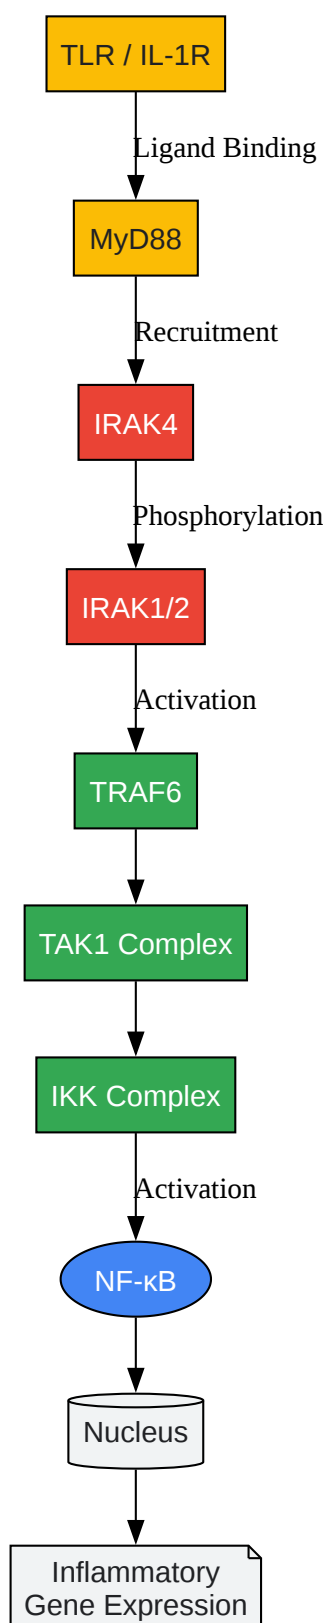 TLR / IL-1R
Ligand Binding
MyD88
Recruitment
IRAK4
Phosphorylation
IRAK1/2
Activation
TRAF6
TAK1 Complex
IKK Complex
Activation
NF-κB
Nucleus
Inflammatory
Gene Expression